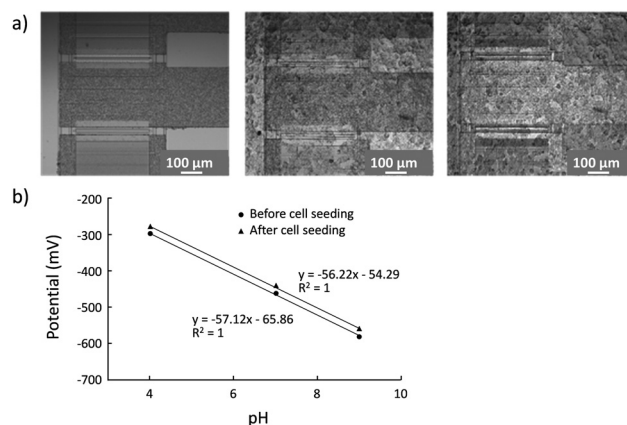 a)
100 µm
100 µm
100 µm
b)
-200
-300
-400
-500
-600
-700
Potential (mV)
Before cell seeding
After cell seeding
y = -56.22x - 54.29
R² = 1
y = -57.12x - 65.86
R² = 1
4
6
8
10
pH